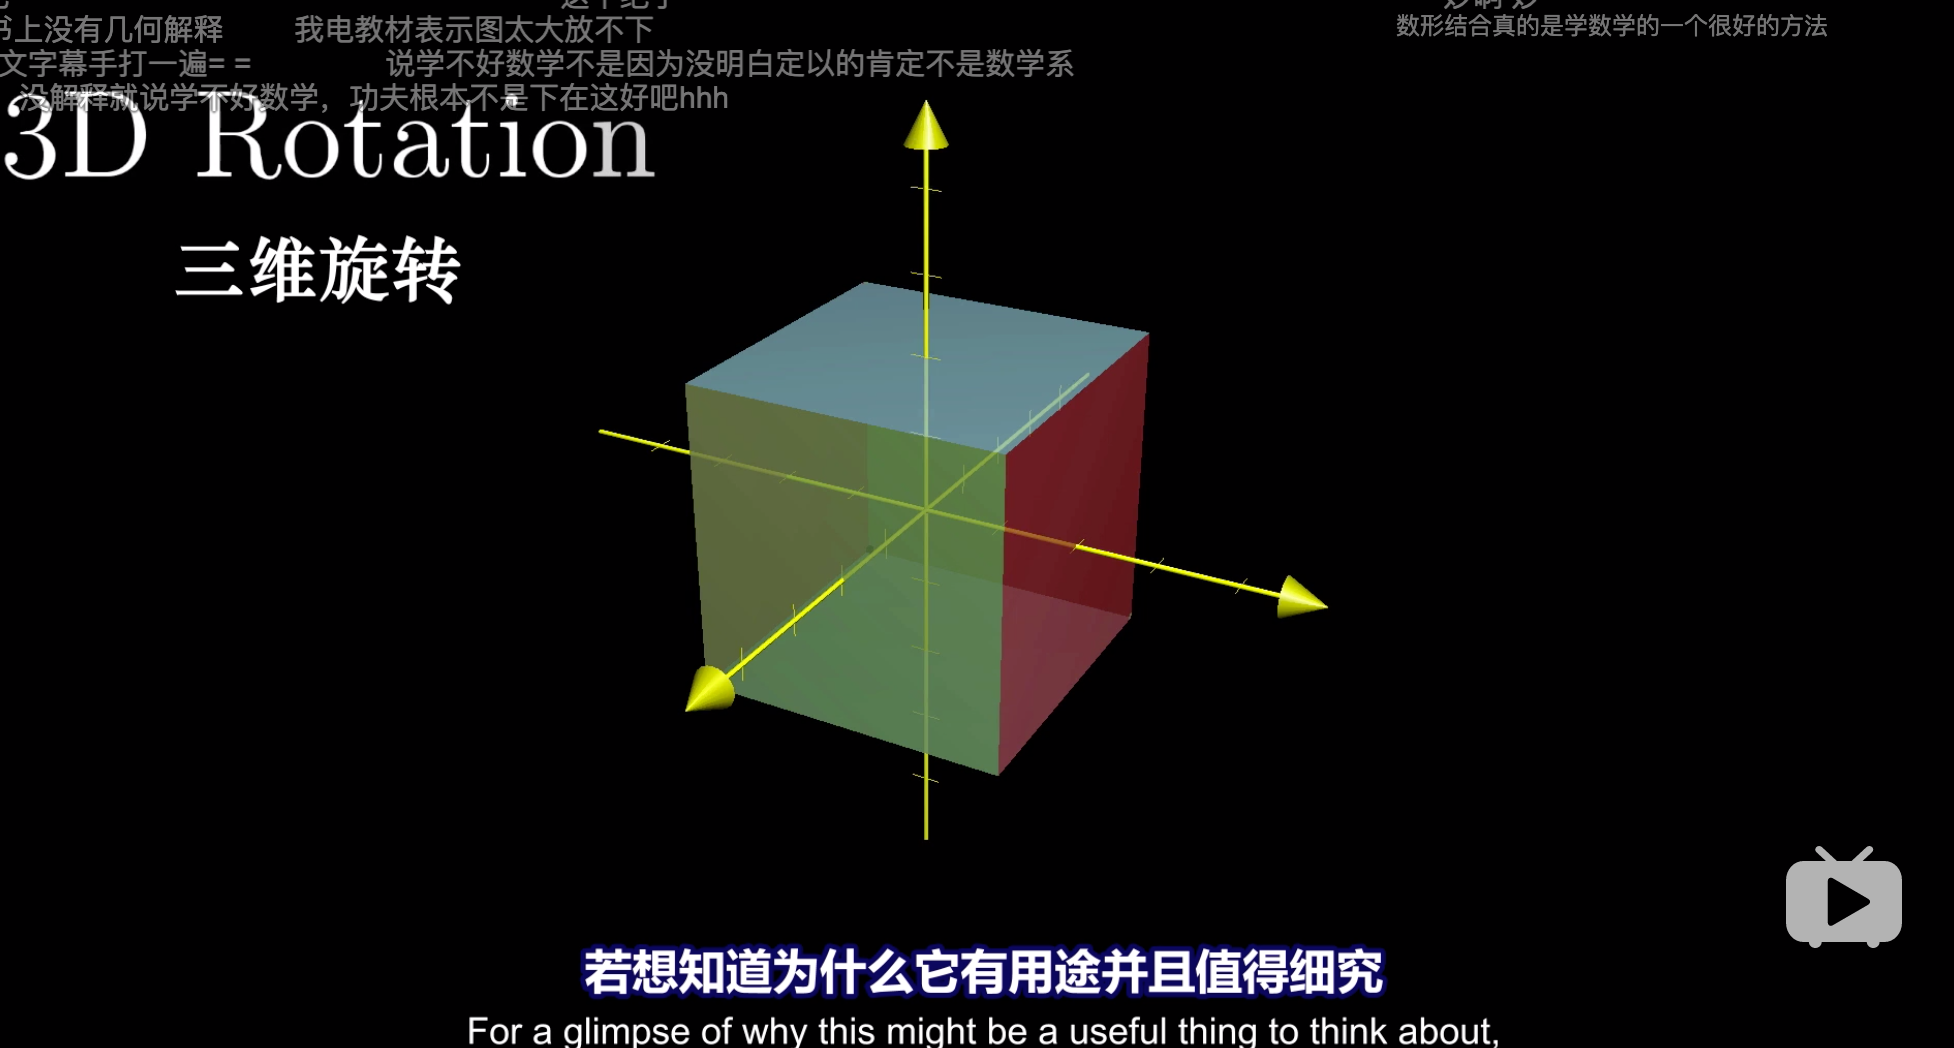 书上没有几何解释
我电教材表示图太大放不下
数形结合真的是学数学的一个很好的方法
文字幕手打一遍= =
说学不好数学不是因为没明白定以的肯定不是数学系
没解释就说学不好数学，功夫根本不是下在这好吧hhh
3D Rotation
三维旋转
若想知道为什么它有用途并且值得细究
For a glimpse of why this might be a useful thing to think about,